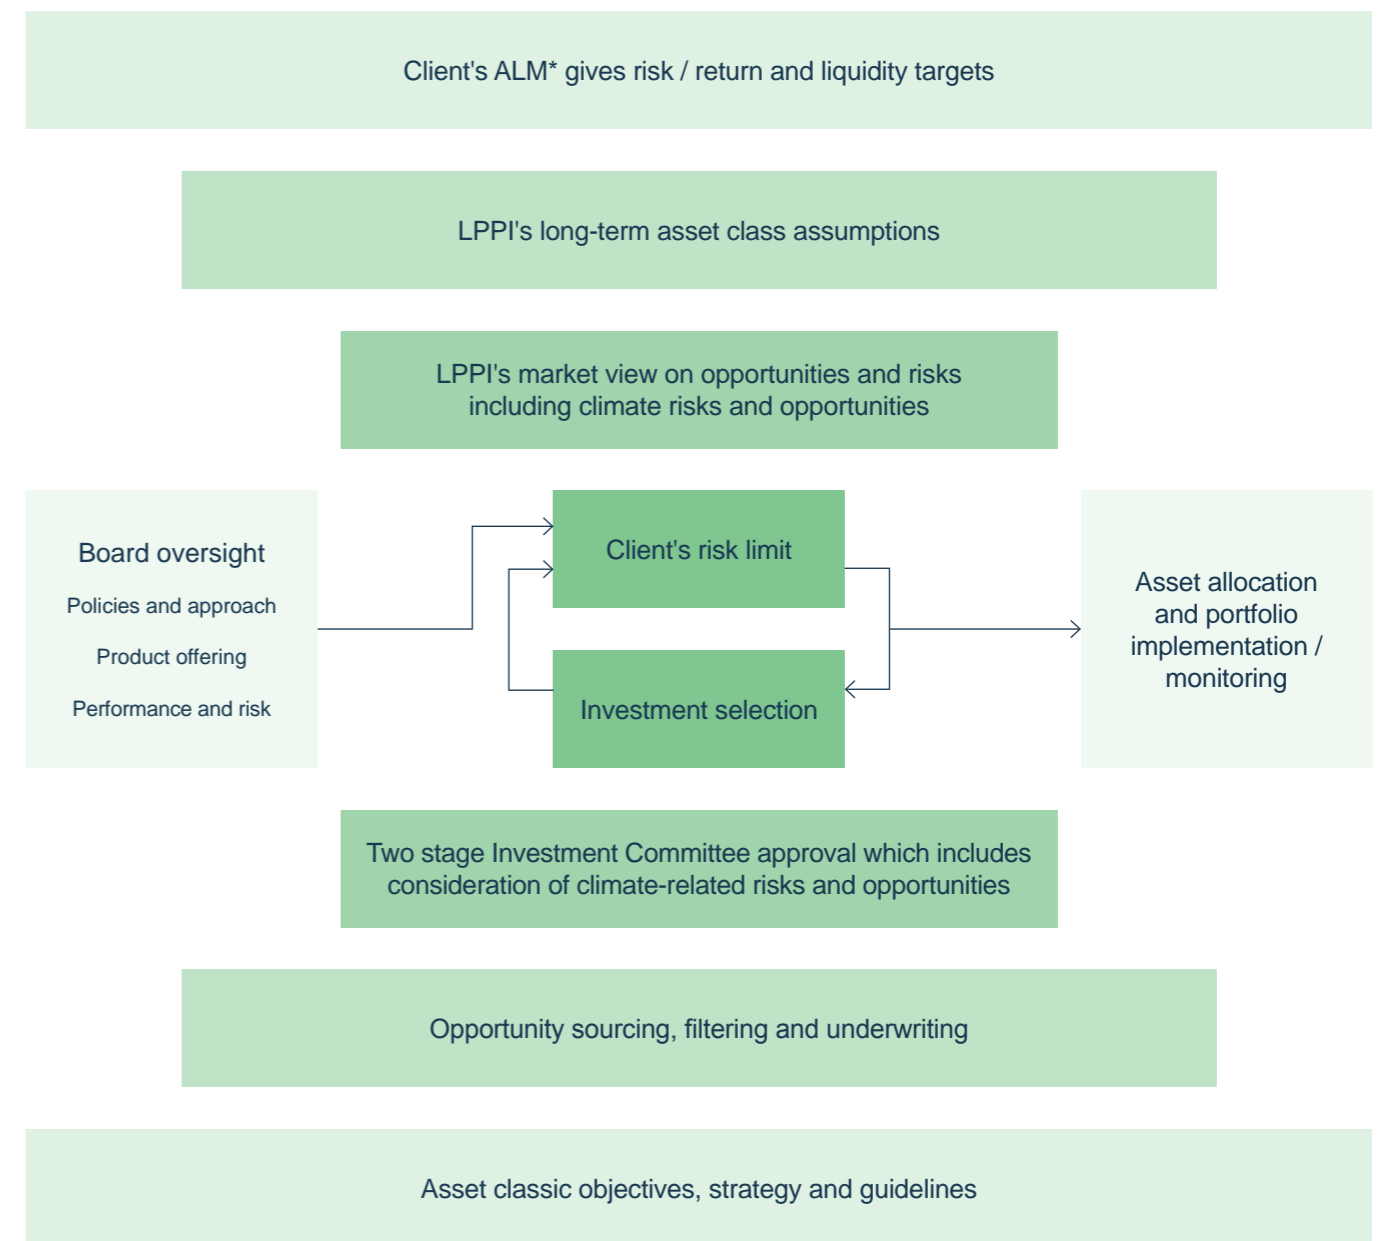 Client's ALM* gives risk / return and liquidity targets
LPPI's long-term asset class assumptions
LPPI's market view on opportunities and risks
including climate risks and opportunities
Board oversight
Policies and approach
Product offering
Performance and risk
Client's risk limit
Investment selection
Asset allocation
and portfolio
implementation /
monitoring
Two stage Investment Committee approval which includes
consideration of climate-related risks and opportunities
Opportunity sourcing, filtering and underwriting
Asset classic objectives, strategy and guidelines